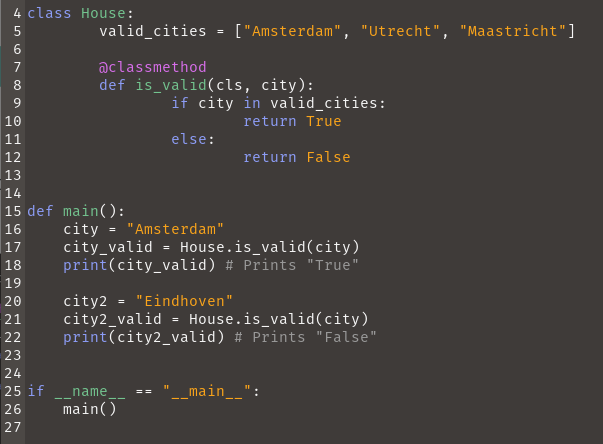 4 class House:
5         valid_cities = ["Amsterdam", "Utrecht", "Maastricht"]
6
7         @classmethod
8         def is_valid(cls, city):
9                 if city in valid_cities:
10                         return True
11                 else:
12                         return False
13
14
15 def main():
16     city = "Amsterdam"
17     city_valid = House.is_valid(city)
18     print(city_valid) # Prints "True"
19
20     city2 = "Eindhoven"
21     city2_valid = House.is_valid(city)
22     print(city2_valid) # Prints "False"
23
24
25 if __name__ == "__main__":
26     main()
27